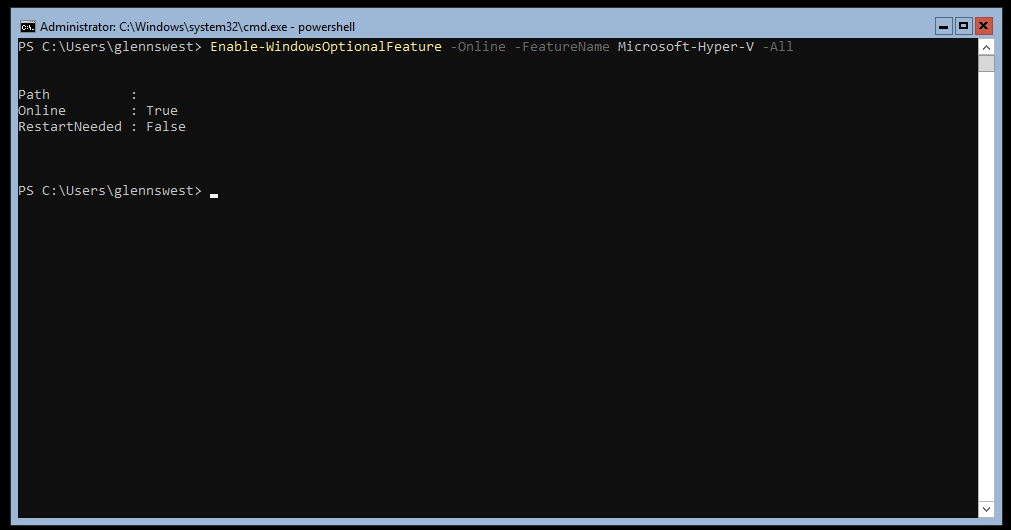 Administrator: C:\Windows\system32\cmd.exe - powershell
PS C:\Users\glennswest> Enable-WindowsOptionalFeature -Online -FeatureName Microsoft-Hyper-V -All
Path          :
Online        : True
RestartNeeded : False
PS C:\Users\glennswest>